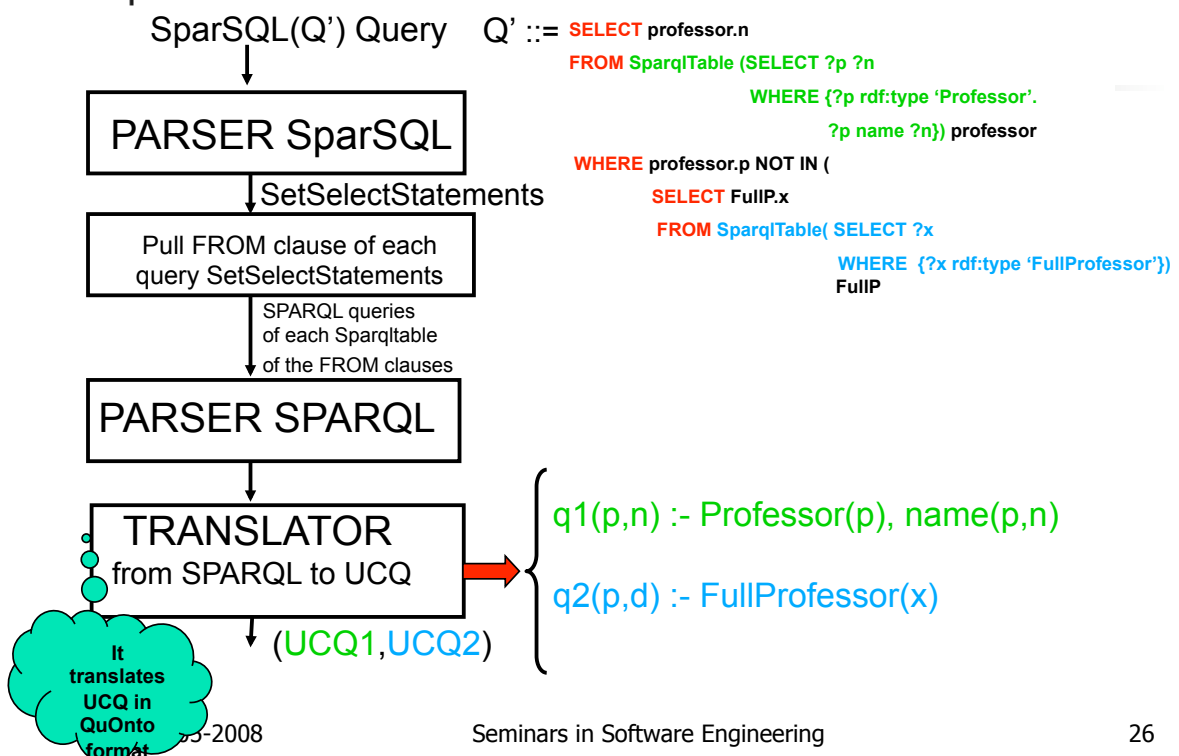 SparSQL(Q') Query Q' ::= SELECT professor.n
FROM SparqlTable (SELECT ?p ?n
WHERE {?p rdf:type ‘Professor’.
?p name ?n}) professor
WHERE professor.p NOT IN (
SELECT FullP.x
FROM SparqlTable( SELECT ?x
WHERE {?x rdf:type ‘FullProfessor’})
FullP
PARSER SparSQL
SetSelectStatements
Pull FROM clause of each
query SetSelectStatements
SPARQL queries
of each Sparqltable
of the FROM clauses
PARSER SPARQL
TRANSLATOR
from SPARQL to UCQ
q1(p,n) :- Professor(p), name(p,n)
q2(p,d) :- FullProfessor(x)
(UCQ1,UCQ2)
It
translates
UCQ in
QuOnto
format
-2008
Seminars in Software Engineering
26